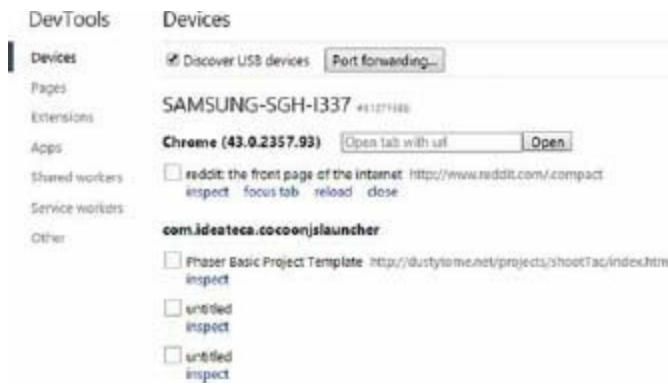 DevTools
Devices
Pages
Extensions
Apps
Shared workers
Service workers
Other
Devices
Discover USB devices Port forwarding...
SAMSUNG-SGH-I337
Chrome (43.0.2357.93) Open tab with url Open
reddit: the front page of the internet http://www.reddit.com/.compact
inspect focus tab reload close
com.ideateca.cocoonjslauncher
Phaser Basic Project Template http://dustytome.net/projects/shootTac/index.htm
inspect
untitled
inspect
untitled
inspect